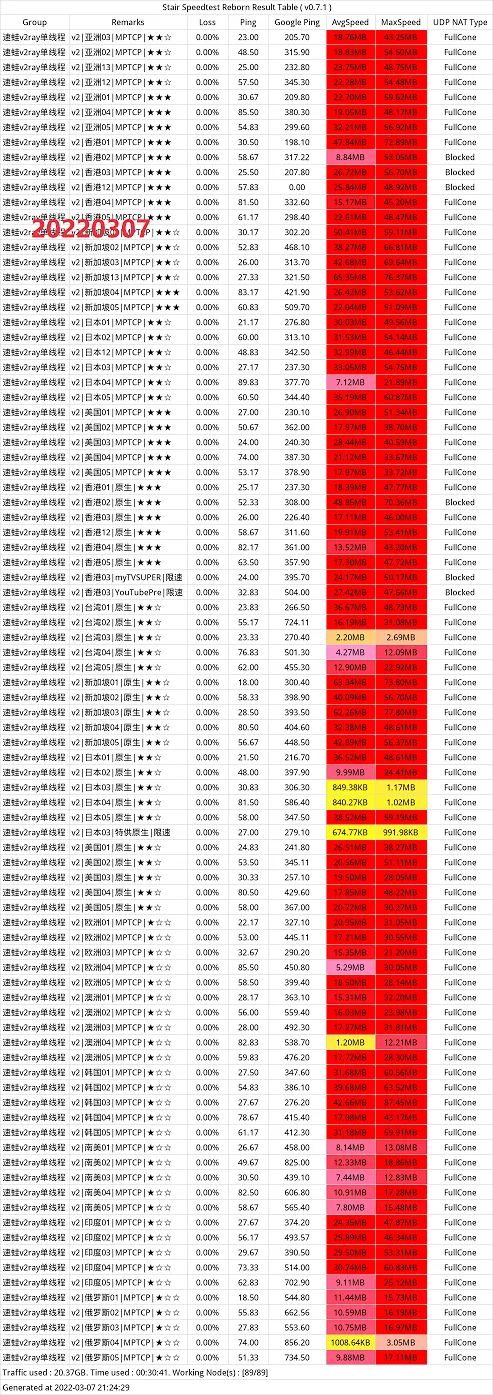 Stair Speedtest Reborn Result Table ( v0.7.1 )
Group Remarks Loss Ping Google Ping AvgSpeed MaxSpeed UDP NAT Type
速蛙v2ray单线程 v2|亚洲03|MPTCP|★★☆ 0.00% 23.00 205.70 18.76MB 43.25MB FullCone
速蛙v2ray单线程 v2|亚洲02|MPTCP|★★☆ 0.00% 48.50 315.90 18.83MB 54.50MB FullCone
速蛙v2ray单线程 v2|亚洲13|MPTCP|★★☆ 0.00% 25.00 232.80 23.75MB 48.75MB FullCone
速蛙v2ray单线程 v2|亚洲12|MPTCP|★★☆ 0.00% 57.50 345.30 22.28MB 54.48MB FullCone
速蛙v2ray单线程 v2|亚洲01|MPTCP|★★★ 0.00% 30.67 209.80 22.70MB 59.62MB FullCone
速蛙v2ray单线程 v2|亚洲04|MPTCP|★★★ 0.00% 85.50 380.30 19.05MB 48.17MB FullCone
速蛙v2ray单线程 v2|亚洲05|MPTCP|★★★ 0.00% 54.83 299.60 32.21MB 56.92MB FullCone
速蛙v2ray单线程 v2|香港01|MPTCP|★★★ 0.00% 30.50 198.10 47.84MB 72.89MB FullCone
速蛙v2ray单线程 v2|香港02|MPTCP|★★★ 0.00% 58.67 317.22 8.84MB 53.05MB Blocked
速蛙v2ray单线程 v2|香港03|MPTCP|★★★ 0.00% 25.50 207.80 26.72MB 56.70MB Blocked
速蛙v2ray单线程 v2|香港12|MPTCP|★★★ 0.00% 57.83 0.00 25.84MB 48.92MB Blocked
速蛙v2ray单线程 v2|香港04|MPTCP|★★★ 0.00% 81.50 332.60 15.17MB 45.20MB FullCone
速蛙v2ray单线程 v2|香港05|MPTCP|★★★ 0.00% 61.17 298.40 22.61MB 48.47MB FullCone
20220307
速蛙v2ray单线程 v2|新加坡01|MPTCP|★★☆ 0.00% 30.17 302.20 50.41MB 59.11MB FullCone
速蛙v2ray单线程 v2|新加坡02|MPTCP|★★☆ 0.00% 52.83 468.10 38.27MB 66.81MB FullCone
速蛙v2ray单线程 v2|新加坡03|MPTCP|★★☆ 0.00% 26.00 313.70 42.68MB 69.64MB FullCone
速蛙v2ray单线程 v2|新加坡13|MPTCP|★★☆ 0.00% 27.33 321.50 65.35MB 76.37MB FullCone
速蛙v2ray单线程 v2|新加坡04|MPTCP|★★★ 0.00% 83.17 421.90 26.42MB 53.62MB FullCone
速蛙v2ray单线程 v2|新加坡05|MPTCP|★★★ 0.00% 60.83 509.70 22.04MB 51.09MB FullCone
速蛙v2ray单线程 v2|日本01|MPTCP|★★☆ 0.00% 21.17 276.80 30.03MB 49.56MB FullCone
速蛙v2ray单线程 v2|日本02|MPTCP|★★☆ 0.00% 60.00 313.10 31.53MB 54.14MB FullCone
速蛙v2ray单线程 v2|日本12|MPTCP|★★☆ 0.00% 48.83 342.50 32.99MB 46.44MB FullCone
速蛙v2ray单线程 v2|日本03|MPTCP|★★☆ 0.00% 27.17 237.30 33.05MB 54.75MB FullCone
速蛙v2ray单线程 v2|日本04|MPTCP|★★☆ 0.00% 89.83 377.70 7.12MB 21.89MB FullCone
速蛙v2ray单线程 v2|日本05|MPTCP|★★☆ 0.00% 60.50 344.40 35.19MB 60.87MB FullCone
速蛙v2ray单线程 v2|美国01|MPTCP|★★★ 0.00% 27.00 230.10 26.90MB 51.34MB FullCone
速蛙v2ray单线程 v2|美国02|MPTCP|★★★ 0.00% 50.67 362.00 17.97MB 38.70MB FullCone
速蛙v2ray单线程 v2|美国03|MPTCP|★★★ 0.00% 24.00 240.30 28.44MB 40.59MB FullCone
速蛙v2ray单线程 v2|美国04|MPTCP|★★★ 0.00% 74.00 387.30 21.12MB 33.67MB FullCone
速蛙v2ray单线程 v2|美国05|MPTCP|★★★ 0.00% 53.17 378.90 17.97MB 33.72MB FullCone
速蛙v2ray单线程 v2|香港01|原生|★★★ 0.00% 25.17 237.30 18.39MB 47.77MB FullCone
速蛙v2ray单线程 v2|香港02|原生|★★★ 0.00% 52.33 308.00 48.85MB 70.36MB Blocked
速蛙v2ray单线程 v2|香港03|原生|★★★ 0.00% 26.00 226.40 17.11MB 46.00MB FullCone
速蛙v2ray单线程 v2|香港12|原生|★★★ 0.00% 58.67 311.60 19.91MB 53.41MB FullCone
速蛙v2ray单线程 v2|香港04|原生|★★★ 0.00% 82.17 361.00 13.52MB 43.20MB FullCone
速蛙v2ray单线程 v2|香港05|原生|★★★ 0.00% 63.50 357.90 17.30MB 47.72MB FullCone
速蛙v2ray单线程 v2|香港03|myTVSUPER|限速 0.00% 24.00 395.70 24.17MB 50.17MB Blocked
速蛙v2ray单线程 v2|香港03|YouTubePre|限速 0.00% 32.83 504.00 27.42MB 47.66MB Blocked
速蛙v2ray单线程 v2|台湾01|原生|★★☆ 0.00% 23.83 266.50 36.67MB 48.73MB FullCone
速蛙v2ray单线程 v2|台湾02|原生|★★☆ 0.00% 55.17 724.11 16.19MB 31.08MB FullCone
速蛙v2ray单线程 v2|台湾03|原生|★★☆ 0.00% 23.33 270.40 2.20MB 2.69MB FullCone
速蛙v2ray单线程 v2|台湾04|原生|★★☆ 0.00% 76.83 501.30 4.27MB 12.09MB FullCone
速蛙v2ray单线程 v2|台湾05|原生|★★☆ 0.00% 62.00 455.30 12.90MB 22.92MB FullCone
速蛙v2ray单线程 v2|新加坡01|原生|★★☆ 0.00% 18.00 300.40 63.34MB 73.80MB FullCone
速蛙v2ray单线程 v2|新加坡02|原生|★★☆ 0.00% 58.33 398.90 40.09MB 56.70MB FullCone
速蛙v2ray单线程 v2|新加坡03|原生|★★☆ 0.00% 28.50 393.50 62.26MB 77.80MB FullCone
速蛙v2ray单线程 v2|新加坡04|原生|★★☆ 0.00% 80.50 404.60 32.38MB 48.61MB FullCone
速蛙v2ray单线程 v2|新加坡05|原生|★★☆ 0.00% 56.67 448.50 42.89MB 56.37MB FullCone
速蛙v2ray单线程 v2|日本01|原生|★★☆ 0.00% 21.50 216.70 36.52MB 48.61MB FullCone
速蛙v2ray单线程 v2|日本02|原生|★★☆ 0.00% 48.00 397.90 9.99MB 24.41MB FullCone
速蛙v2ray单线程 v2|日本03|原生|★★☆ 0.00% 30.83 306.30 849.38KB 1.17MB FullCone
速蛙v2ray单线程 v2|日本04|原生|★★☆ 0.00% 81.50 586.40 840.27KB 1.02MB FullCone
速蛙v2ray单线程 v2|日本05|原生|★★☆ 0.00% 58.00 347.50 38.52MB 59.19MB FullCone
速蛙v2ray单线程 v2|日本03|特供原生|限速 0.00% 27.00 279.10 674.77KB 991.98KB FullCone
速蛙v2ray单线程 v2|美国01|原生|★★☆ 0.00% 24.83 241.80 26.51MB 38.27MB FullCone
速蛙v2ray单线程 v2|美国02|原生|★★☆ 0.00% 53.50 345.11 20.56MB 51.11MB FullCone
速蛙v2ray单线程 v2|美国03|原生|★★☆ 0.00% 30.33 257.10 19.50MB 28.05MB FullCone
速蛙v2ray单线程 v2|美国04|原生|★★☆ 0.00% 80.50 429.60 17.85MB 48.22MB FullCone
速蛙v2ray单线程 v2|美国05|原生|★★☆ 0.00% 58.00 367.00 20.72MB 30.27MB FullCone
速蛙v2ray单线程 v2|欧洲01|MPTCP|★☆☆ 0.00% 22.17 327.10 20.95MB 31.05MB FullCone
速蛙v2ray单线程 v2|欧洲02|MPTCP|★☆☆ 0.00% 53.00 445.11 17.21MB 30.55MB FullCone
速蛙v2ray单线程 v2|欧洲03|MPTCP|★☆☆ 0.00% 32.67 290.20 15.35MB 21.20MB FullCone
速蛙v2ray单线程 v2|欧洲04|MPTCP|★☆☆ 0.00% 85.50 450.80 5.29MB 30.05MB FullCone
速蛙v2ray单线程 v2|欧洲05|MPTCP|★☆☆ 0.00% 58.50 399.40 18.50MB 28.14MB FullCone
速蛙v2ray单线程 v2|澳洲01|MPTCP|★☆☆ 0.00% 28.17 363.10 15.31MB 32.20MB FullCone
速蛙v2ray单线程 v2|澳洲02|MPTCP|★☆☆ 0.00% 56.00 559.40 16.03MB 23.98MB FullCone
速蛙v2ray单线程 v2|澳洲03|MPTCP|★☆☆ 0.00% 28.00 492.30 17.27MB 31.81MB FullCone
速蛙v2ray单线程 v2|澳洲04|MPTCP|★☆☆ 0.00% 82.83 538.70 1.20MB 12.21MB FullCone
速蛙v2ray单线程 v2|澳洲05|MPTCP|★☆☆ 0.00% 59.83 476.20 17.72MB 28.30MB FullCone
速蛙v2ray单线程 v2|韩国01|MPTCP|★☆☆ 0.00% 27.50 347.60 31.68MB 60.56MB FullCone
速蛙v2ray单线程 v2|韩国02|MPTCP|★☆☆ 0.00% 54.83 386.10 39.68MB 63.52MB FullCone
速蛙v2ray单线程 v2|韩国03|MPTCP|★☆☆ 0.00% 27.67 276.20 42.66MB 87.45MB FullCone
速蛙v2ray单线程 v2|韩国04|MPTCP|★☆☆ 0.00% 78.67 415.40 17.08MB 43.17MB FullCone
速蛙v2ray单线程 v2|韩国05|MPTCP|★☆☆ 0.00% 61.17 412.30 31.18MB 59.91MB FullCone
速蛙v2ray单线程 v2|南美01|MPTCP|★☆☆ 0.00% 26.67 458.00 8.14MB 13.08MB FullCone
速蛙v2ray单线程 v2|南美02|MPTCP|★☆☆ 0.00% 49.67 825.00 12.33MB 18.86MB FullCone
速蛙v2ray单线程 v2|南美03|MPTCP|★☆☆ 0.00% 30.50 439.10 7.44MB 12.83MB FullCone
速蛙v2ray单线程 v2|南美04|MPTCP|★☆☆ 0.00% 82.50 606.80 10.91MB 17.28MB FullCone
速蛙v2ray单线程 v2|南美05|MPTCP|★☆☆ 0.00% 58.67 565.40 7.80MB 15.48MB FullCone
速蛙v2ray单线程 v2|印度01|MPTCP|★☆☆ 0.00% 27.67 374.20 24.35MB 47.87MB FullCone
速蛙v2ray单线程 v2|印度02|MPTCP|★☆☆ 0.00% 56.17 493.57 25.89MB 46.34MB FullCone
速蛙v2ray单线程 v2|印度03|MPTCP|★☆☆ 0.00% 29.67 390.50 29.50MB 53.31MB FullCone
速蛙v2ray单线程 v2|印度04|MPTCP|★☆☆ 0.00% 73.33 514.00 30.74MB 60.83MB FullCone
速蛙v2ray单线程 v2|印度05|MPTCP|★☆☆ 0.00% 62.83 702.90 9.11MB 25.12MB FullCone
速蛙v2ray单线程 v2|俄罗斯01|MPTCP|★☆☆ 0.00% 18.50 544.80 11.44MB 15.73MB FullCone
速蛙v2ray单线程 v2|俄罗斯02|MPTCP|★☆☆ 0.00% 55.83 662.56 10.59MB 16.19MB FullCone
速蛙v2ray单线程 v2|俄罗斯03|MPTCP|★☆☆ 0.00% 27.83 553.60 10.75MB 16.97MB FullCone
速蛙v2ray单线程 v2|俄罗斯04|MPTCP|★☆☆ 0.00% 74.00 856.20 1008.64KB 3.05MB FullCone
速蛙v2ray单线程 v2|俄罗斯05|MPTCP|★☆☆ 0.00% 51.33 734.50 9.88MB 17.11MB FullCone
Traffic used : 20.37GB. Time used : 00:30:41. Working Node(s) : [89/89]
Generated at 2022-03-07 21:24:29